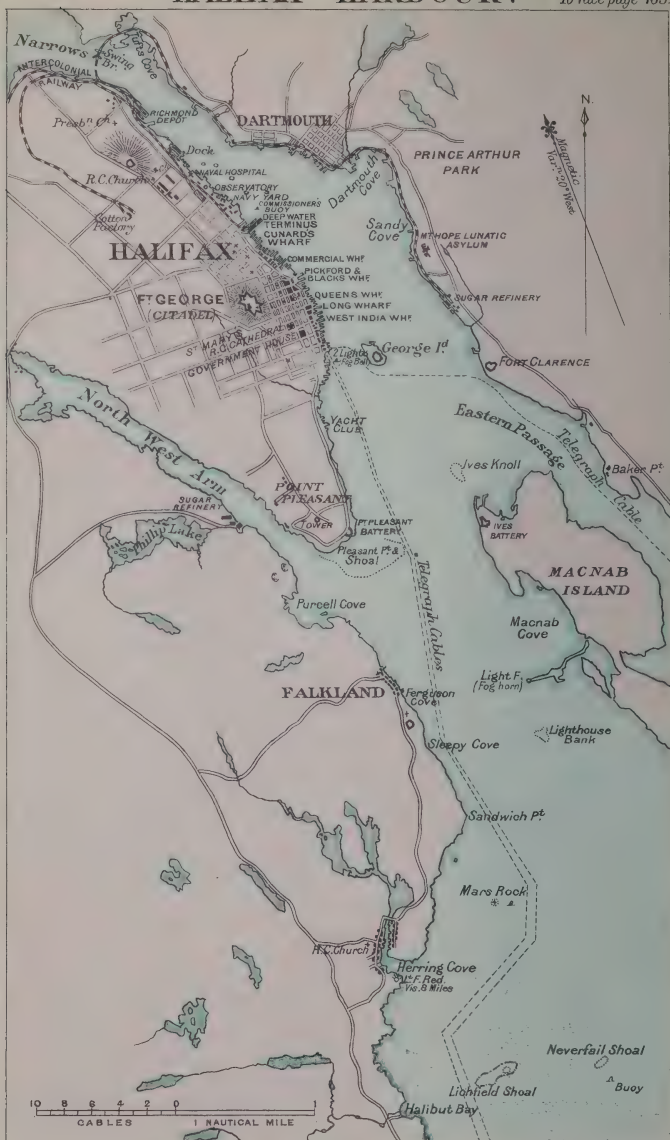 HALIFAX HARBOUR.
To face page
Narrows
Swing
Br.
Tufts Cove
INTERCOLONIAL
RAILWAY
RICHMOND
DEPOT
Presbn. Ch.
Dock
DARTMOUTH
PRINCE ARTHUR
PARK
N.
Magnetic
Varn. 20° West
R.C. Church
NAVAL HOSPITAL
OBSERVATORY
NAVY YARD
COMMISSIONER'S
BUOY
DEEP WATER
TERMINUS
CUNARDS
WHARF
Cotton
Factory
Dartmouth
Cove
Sandy
Cove
MT HOPE LUNATIC
ASYLUM
HALIFAX
COMMERCIAL WHF.
PICKFORD &
BLACKS WHF.
SUGAR REFINERY
FT GEORGE
(CITADEL)
QUEENS WHF.
LONG WHARF
WEST INDIA WHF.
ST MARY'S
R.C. CATHEDRAL
GOVERNMENT HOUSE
2 Lights
Fog Bell
George Id.
FORT CLARENCE
North West Arm
YACHT
CLUB
Eastern Passage
Telegraph
Cable
Ives Knoll
Baker Pt.
POINT
PLEASANT
SUGAR
REFINERY
TOWER
PT. PLEASANT
BATTERY
IVES
BATTERY
Phillip Lake
Pleasant Pt. &
Shoal
MACNAB
ISLAND
Telegraph Cables
Purcell Cove
Macnab
Cove
Light F.
(Fog horn)
FALKLAND
Ferguson
Cove
Lighthouse
Bank
Sleepy Cove
Sandwich Pt.
Mars Rock
R.C. Church
Herring Cove
Lt. F. Red.
Vis. 8 Miles
Neverfail Shoal
Lichfield Shoal
Buoy
Halibut Bay
10 8 6 4 2 0 1
CABLES 1 NAUTICAL MILE